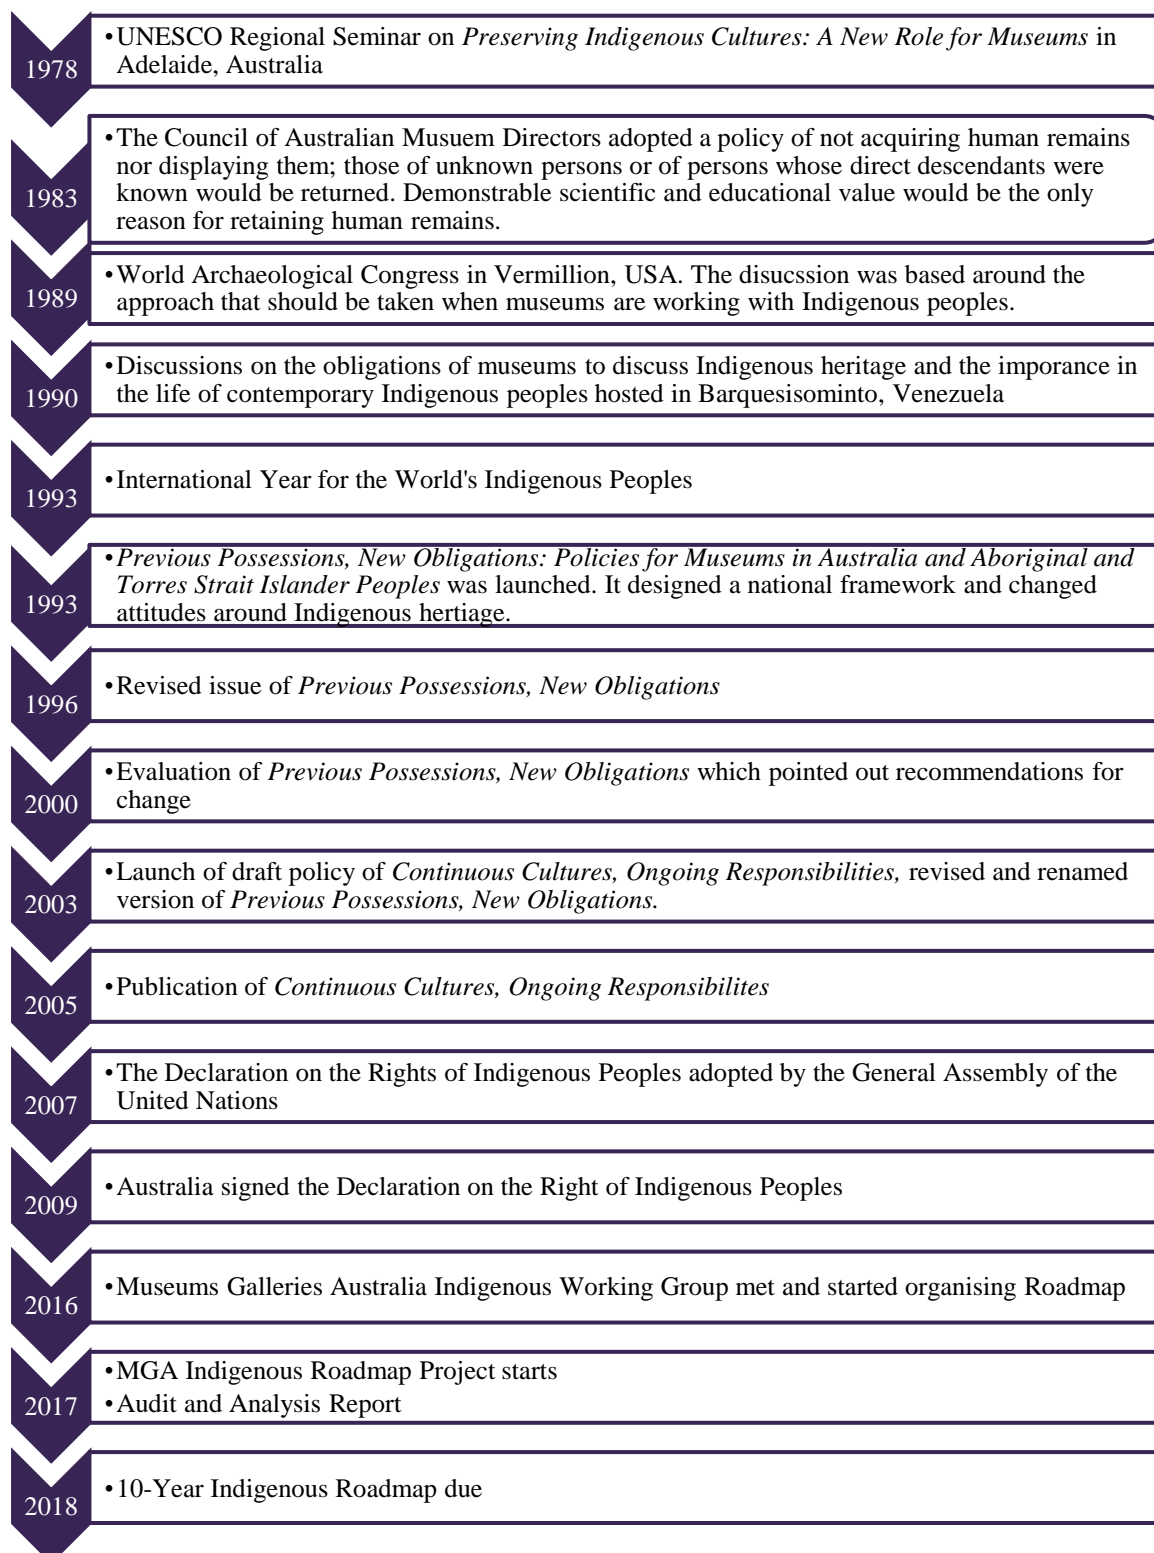 1978
•UNESCO Regional Seminar on Preserving Indigenous Cultures: A New Role for Museums in
Adelaide, Australia
1983
•The Council of Australian Musuem Directors adopted a policy of not acquiring human remains
nor displaying them; those of unknown persons or of persons whose direct descendants were
known would be returned. Demonstrable scientific and educational value would be the only
reason for retaining human remains.
1989
•World Archaeological Congress in Vermillion, USA. The disucssion was based around the
approach that should be taken when museums are working with Indigenous peoples.
1990
•Discussions on the obligations of museums to discuss Indigenous heritage and the imporance in
the life of contemporary Indigenous peoples hosted in Barquesisominto, Venezuela
1993
•International Year for the World's Indigenous Peoples
1993
•Previous Possessions, New Obligations: Policies for Museums in Australia and Aboriginal and
Torres Strait Islander Peoples was launched. It designed a national framework and changed
attitudes around Indigenous hertiage.
1996
•Revised issue of Previous Possessions, New Obligations
2000
•Evaluation of Previous Possessions, New Obligations which pointed out recommendations for
change
2003
•Launch of draft policy of Continuous Cultures, Ongoing Responsibilities, revised and renamed
version of Previous Possessions, New Obligations.
2005
•Publication of Continuous Cultures, Ongoing Responsibilites
2007
•The Declaration on the Rights of Indigenous Peoples adopted by the General Assembly of the
United Nations
2009
•Australia signed the Declaration on the Right of Indigenous Peoples
2016
•Museums Galleries Australia Indigenous Working Group met and started organising Roadmap
2017
•MGA Indigenous Roadmap Project starts
•Audit and Analysis Report
2018
•10-Year Indigenous Roadmap due